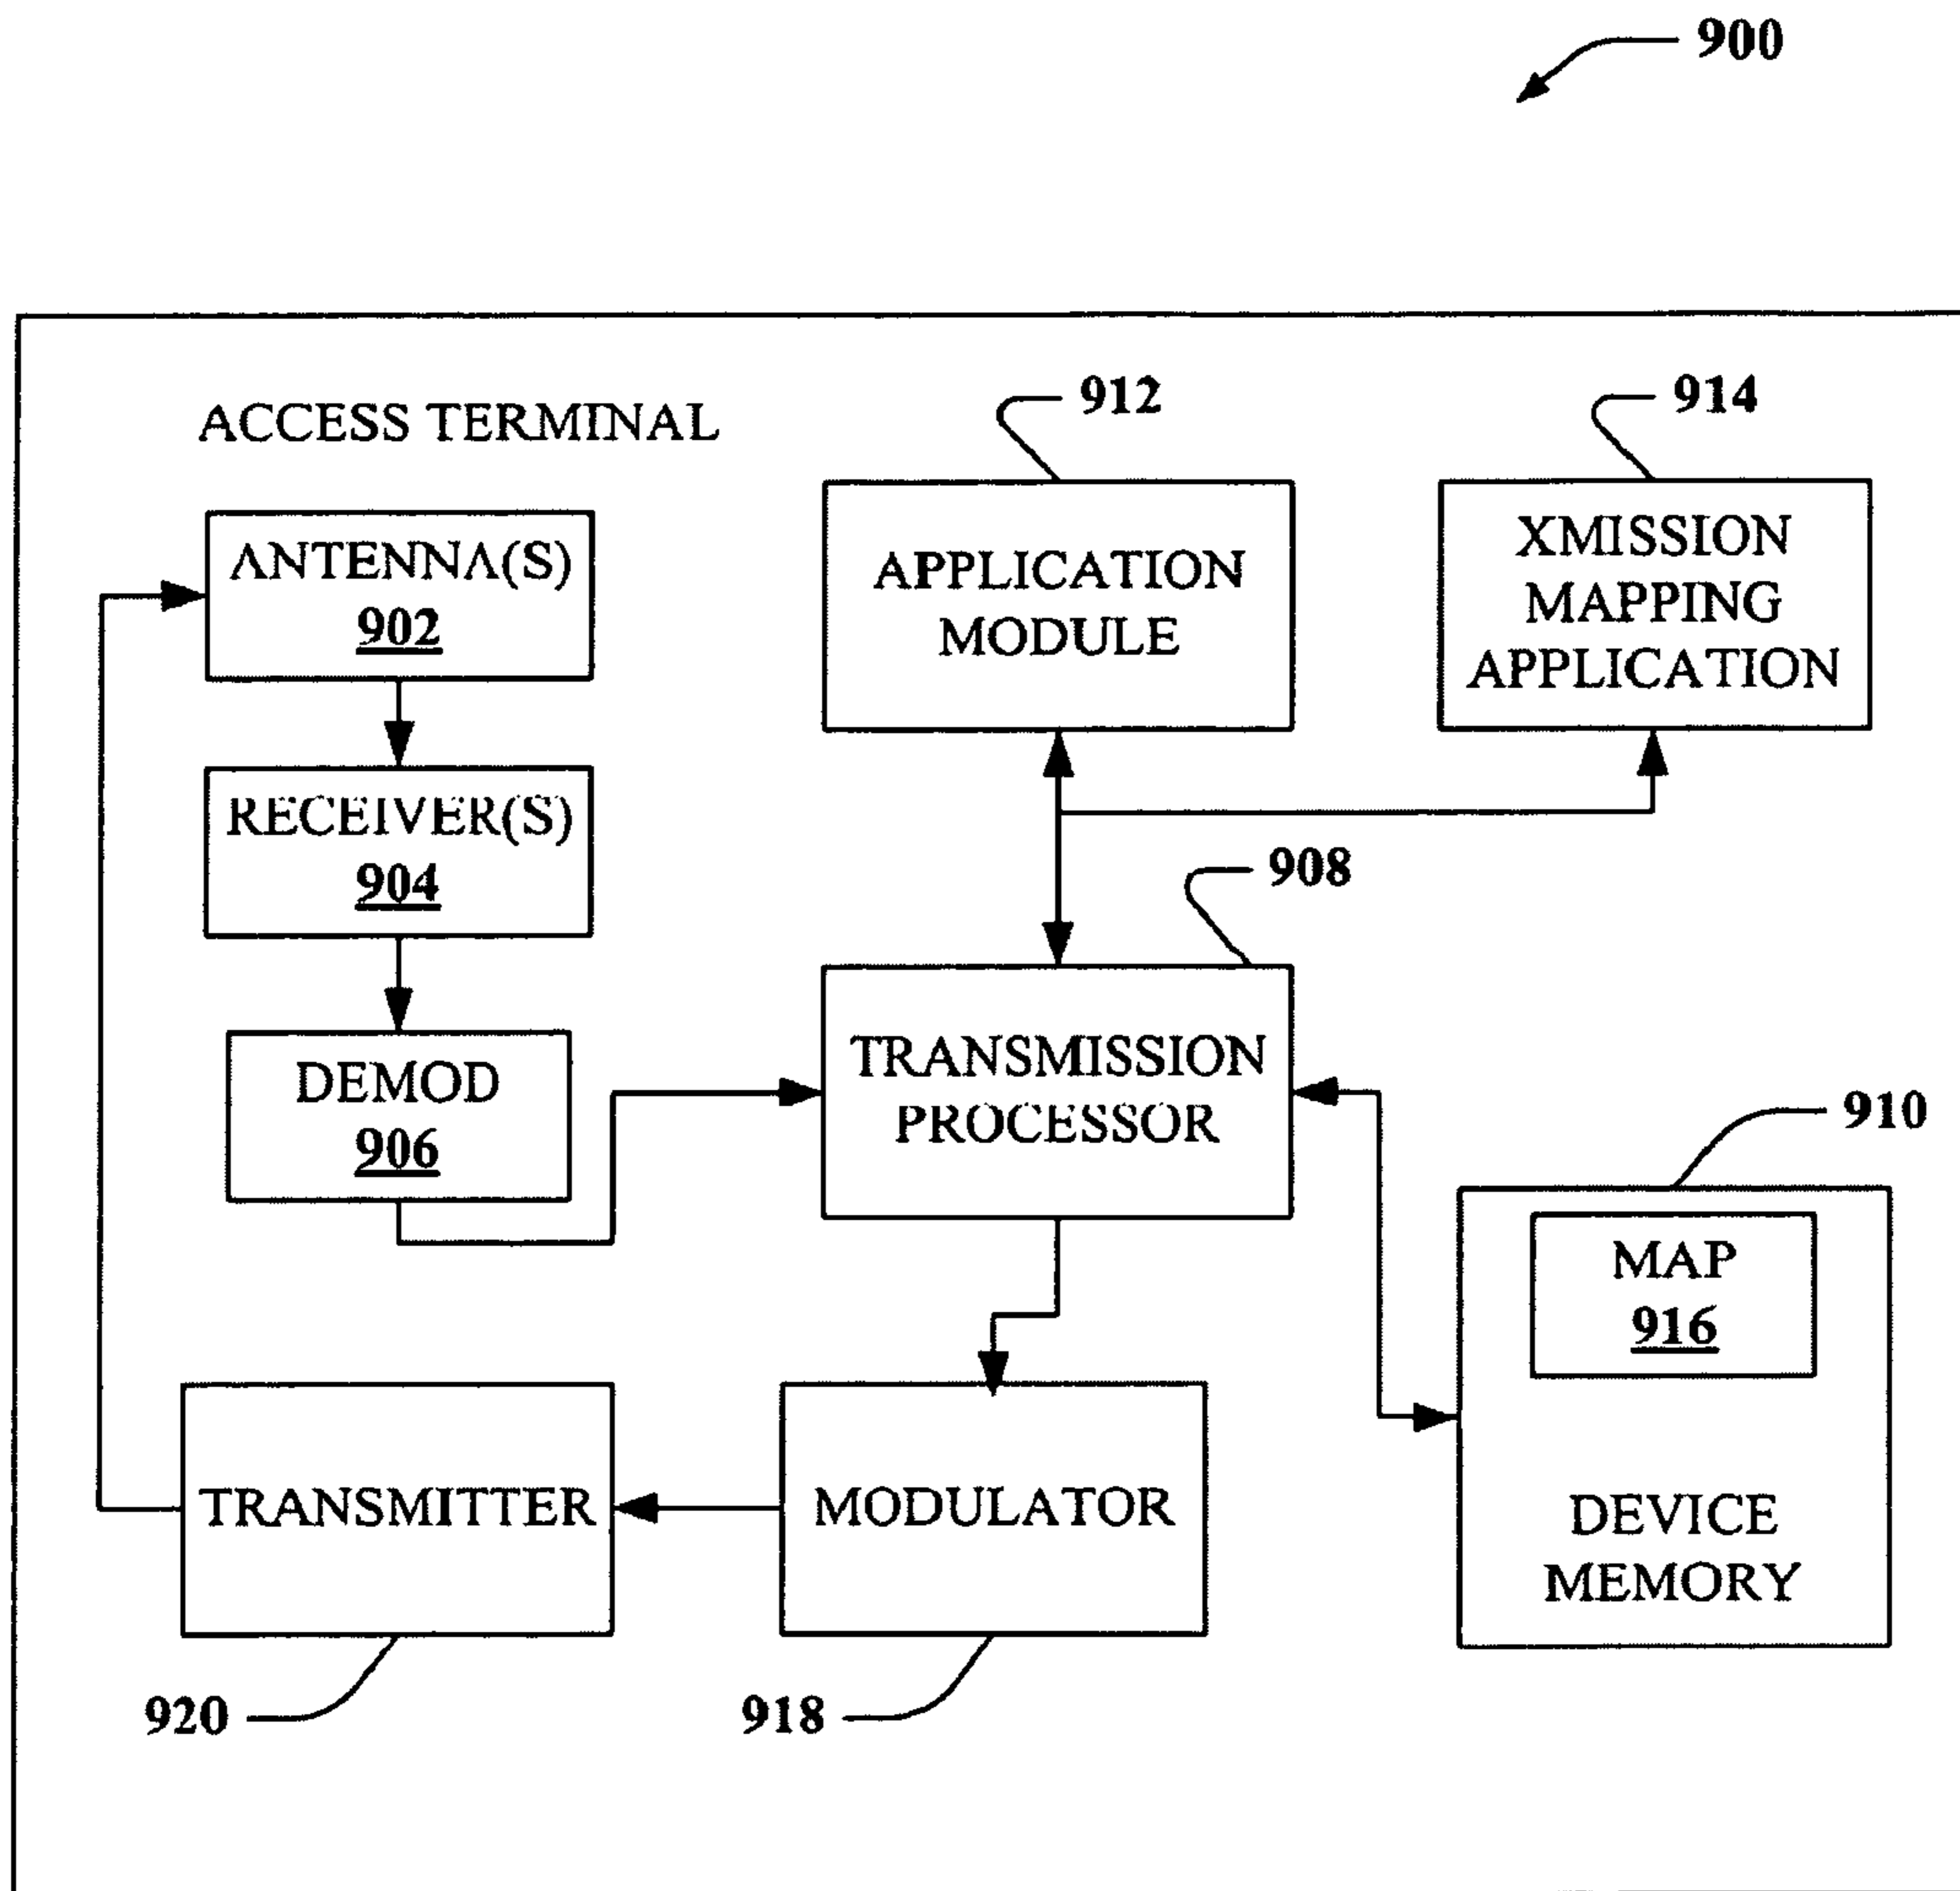 900
ACCESS TERMINAL
912
914
ANTENNA(S)
902
APPLICATION
MODULE
XMISSION
MAPPING
APPLICATION
RECEIVER(S)
904
908
DEMOD
906
TRANSMISSION
PROCESSOR
910
MAP
916
TRANSMITTER
MODULATOR
DEVICE
MEMORY
920
918